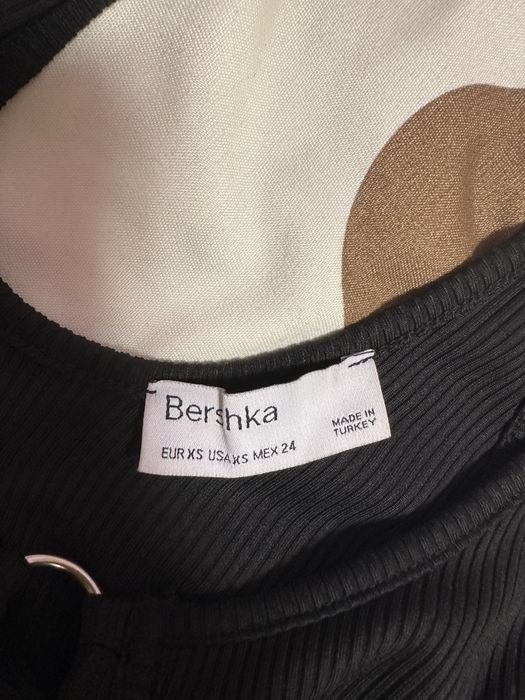 Bershka
EUR XS USA XS MEX 24
MADE IN
TURKEY